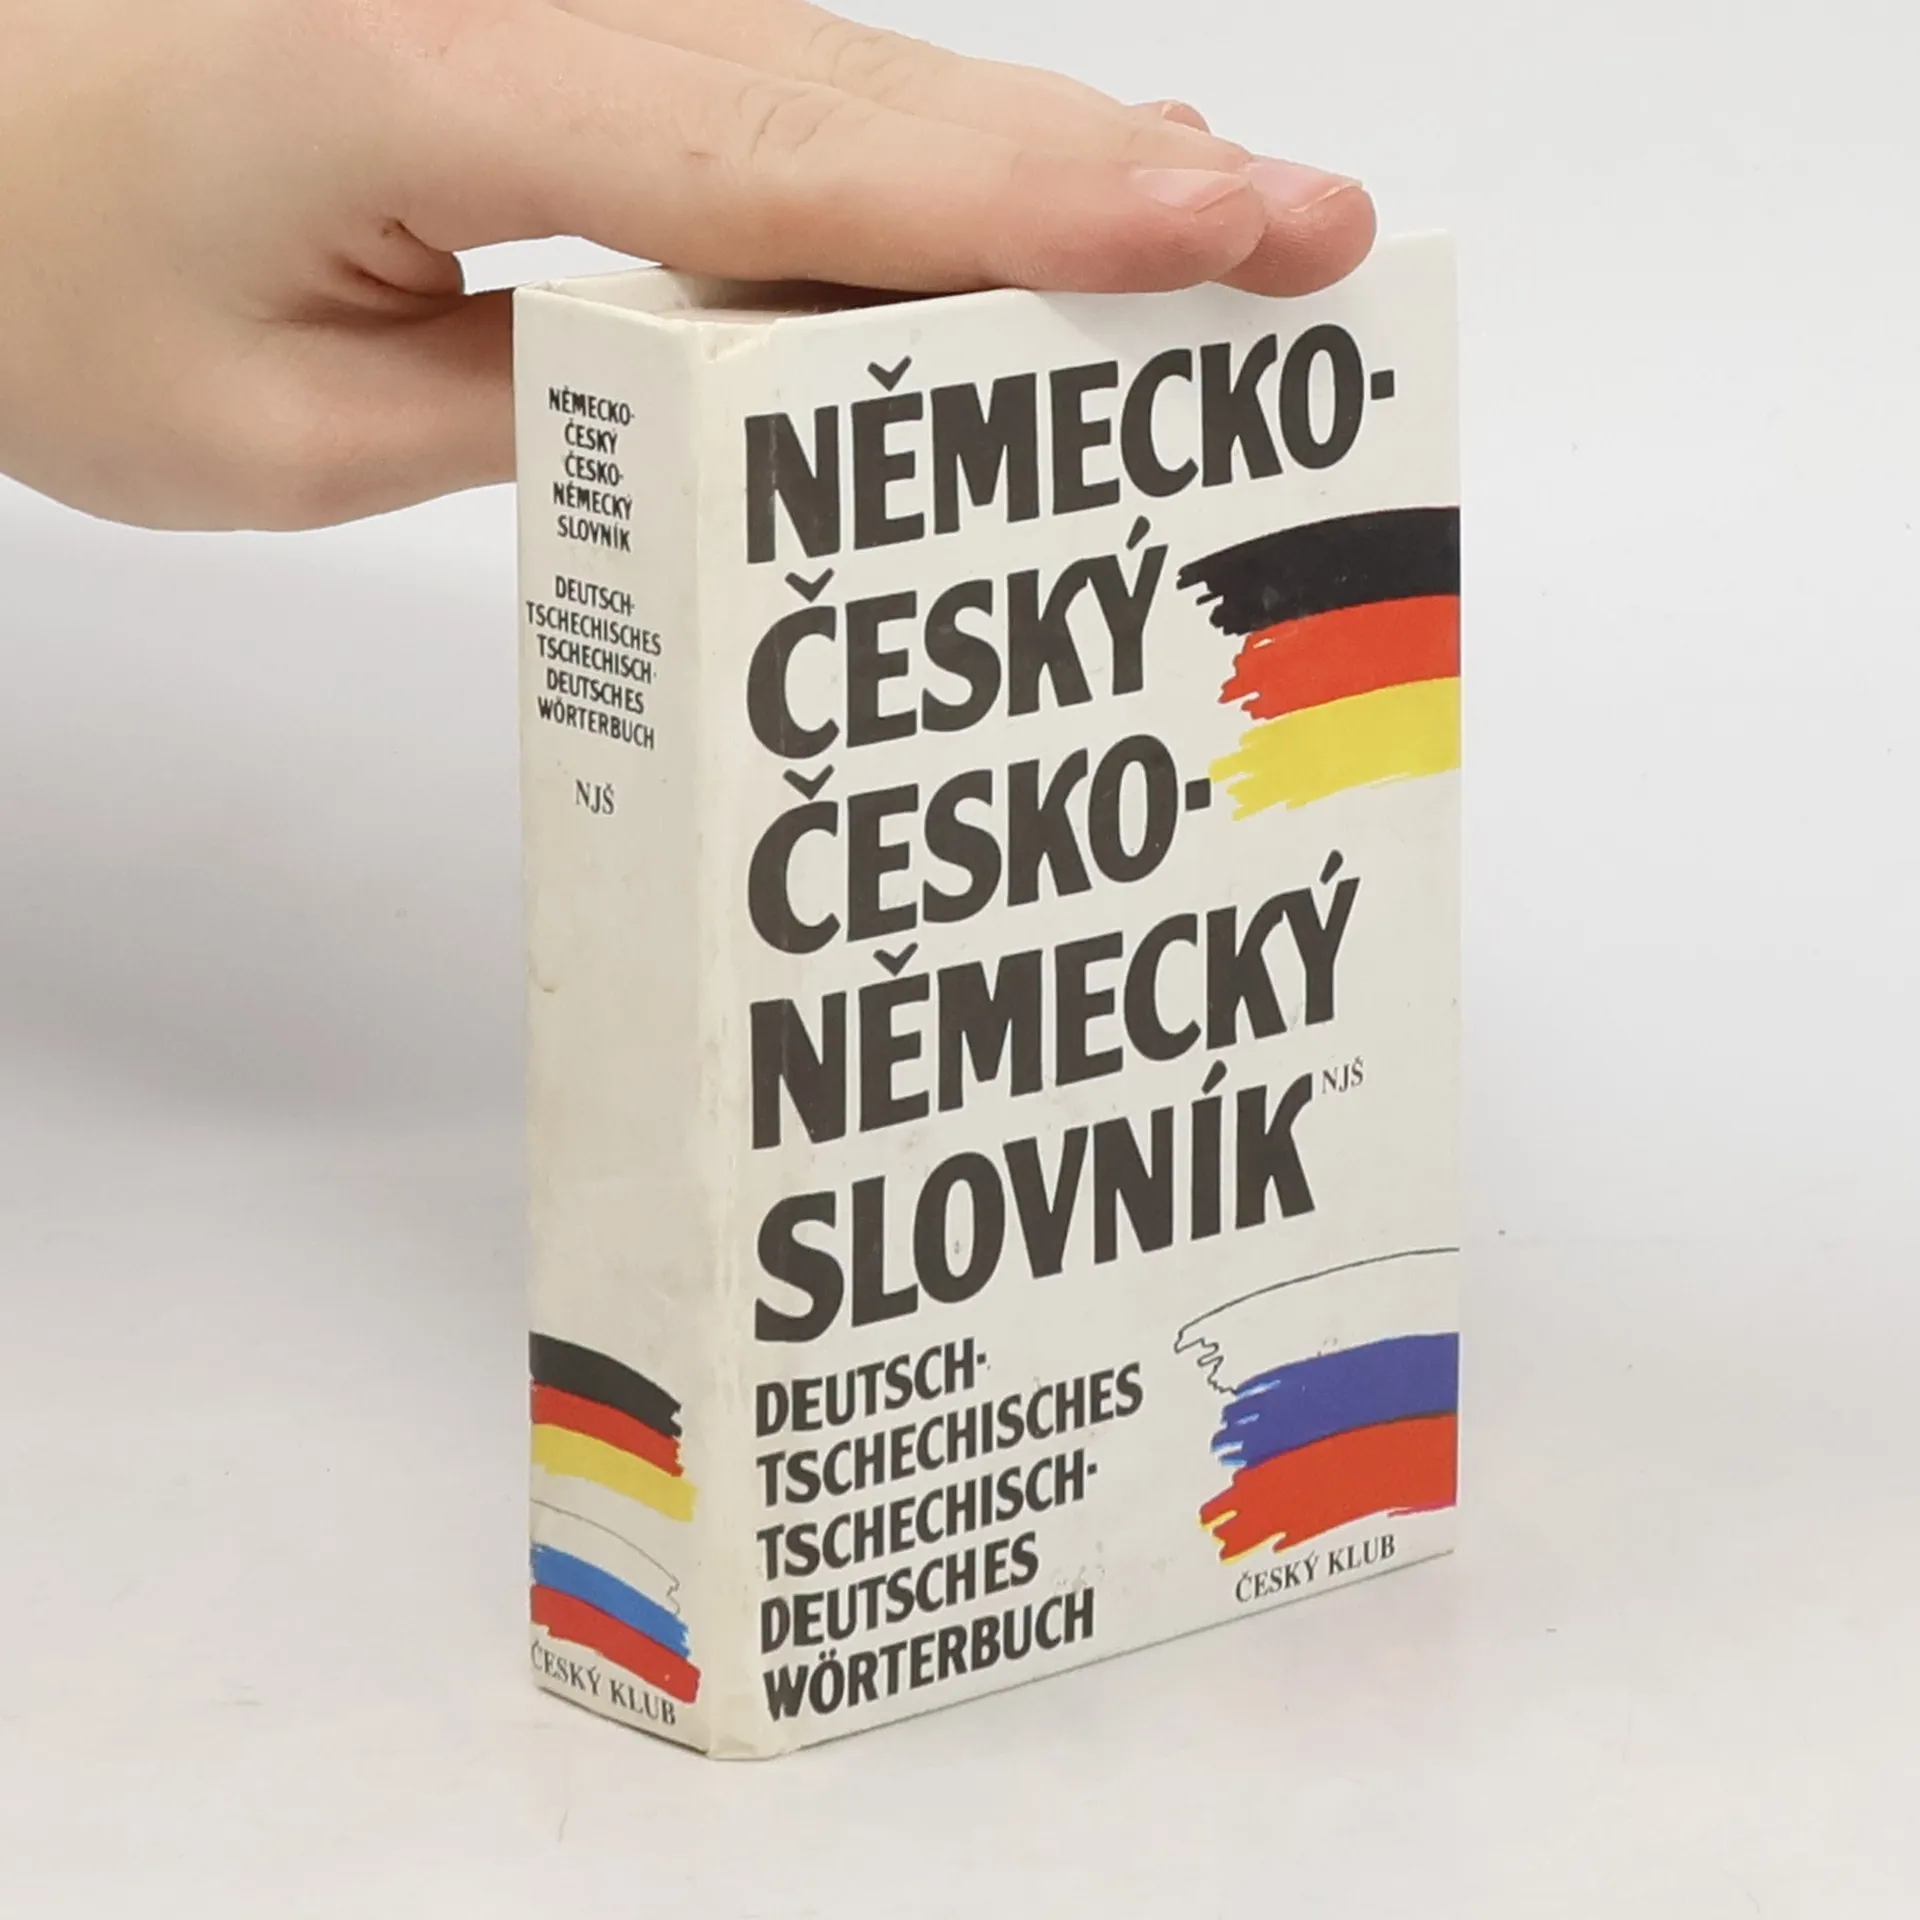 NĚMECKO-
ČESKÝ
ČESKO-
NĚMECKÝ
SLOVNÍK
DEUTSCH-
TSCHECHISCHES
TSCHECHISCH-
DEUTSCHES
WÖRTERBUCH
NJŠ
ČESKÝ KLUB
NĚMECKO-
ČESKÝ
ČESKO-
NĚMECKÝ
SLOVNÍK NJŠ
DEUTSCH-
TSCHECHISCHES
TSCHECHISCH-
DEUTSCHES
WÖRTERBUCH
ČESKÝ KLUB